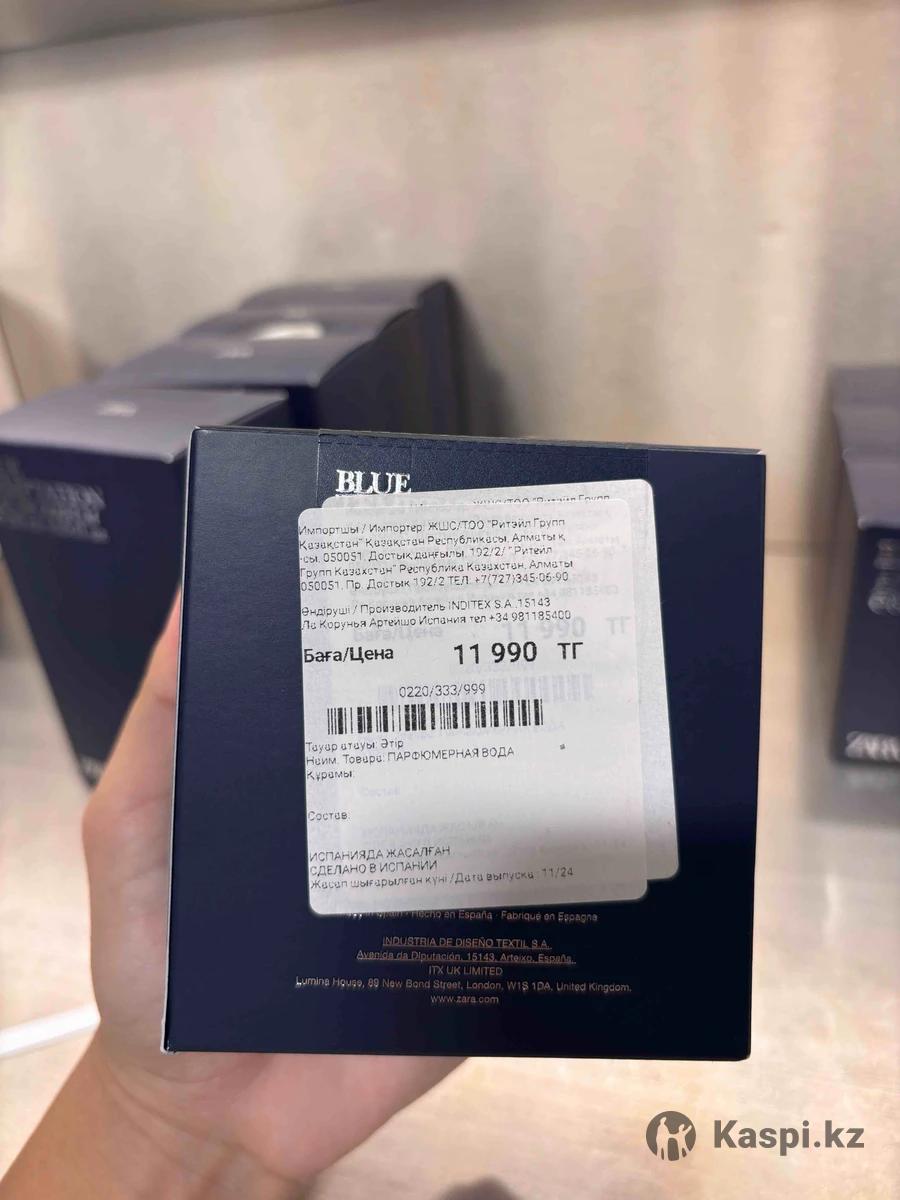 BLUE
Импортшы / Импортер: ЖШС/ТОО "Ритэйл Групп
Қазақстан" Қазақстан Республикасы, Алматы қ
-сы, 050051, Достық даңғылы, 192/2/ "Ритейл
Групп Казахстан" Республика Казахстан, Алматы
050051, Пр. Достык 192/2 ТЕЛ. +7(727)345-06-90
Өндіруші / Производитель INDITEX S.A.,15143
Ла Корунья Артейшо Испания тел +34 981185400
Баға/Цена 11 990 ТГ
0220/333/999
Тауар атауы: Әтір
Наим. Товара: ПАРФЮМЕРНАЯ ВОДА
Құрамы:
Состав:
ИСПАНИЯДА ЖАСАЛҒАН
СДЕЛАНО В ИСПАНИИ
Жасап шығарылған күні /Дата выпуска : 11/24
in Spain · Hecho en España · Fabriqué en Espagne
INDUSTRIA DE DISEÑO TEXTIL S.A.
Avenida da Diputación, 15143, Arteixo, España.
ITX UK LIMITED
Lumina House, 89 New Bond Street, London, W1S 1DA, United Kingdom.
www.zara.com
ZARA
Kaspi.kz